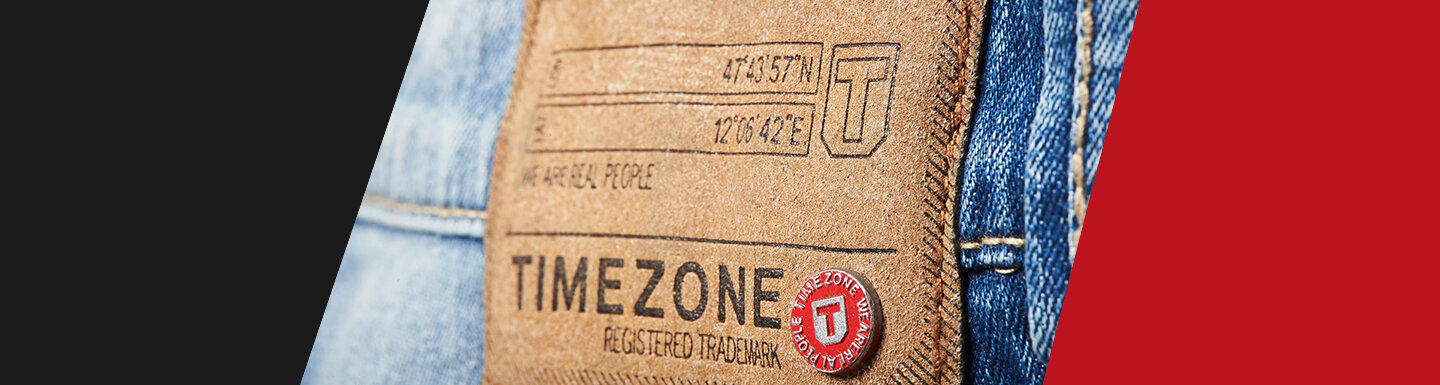 47°43'57"N
12°06'42"E
T
WE ARE REAL PEOPLE
TIMEZONE
REGISTERED TRADEMARK
TIMEZONE WE ARE REAL PEOPLE
T